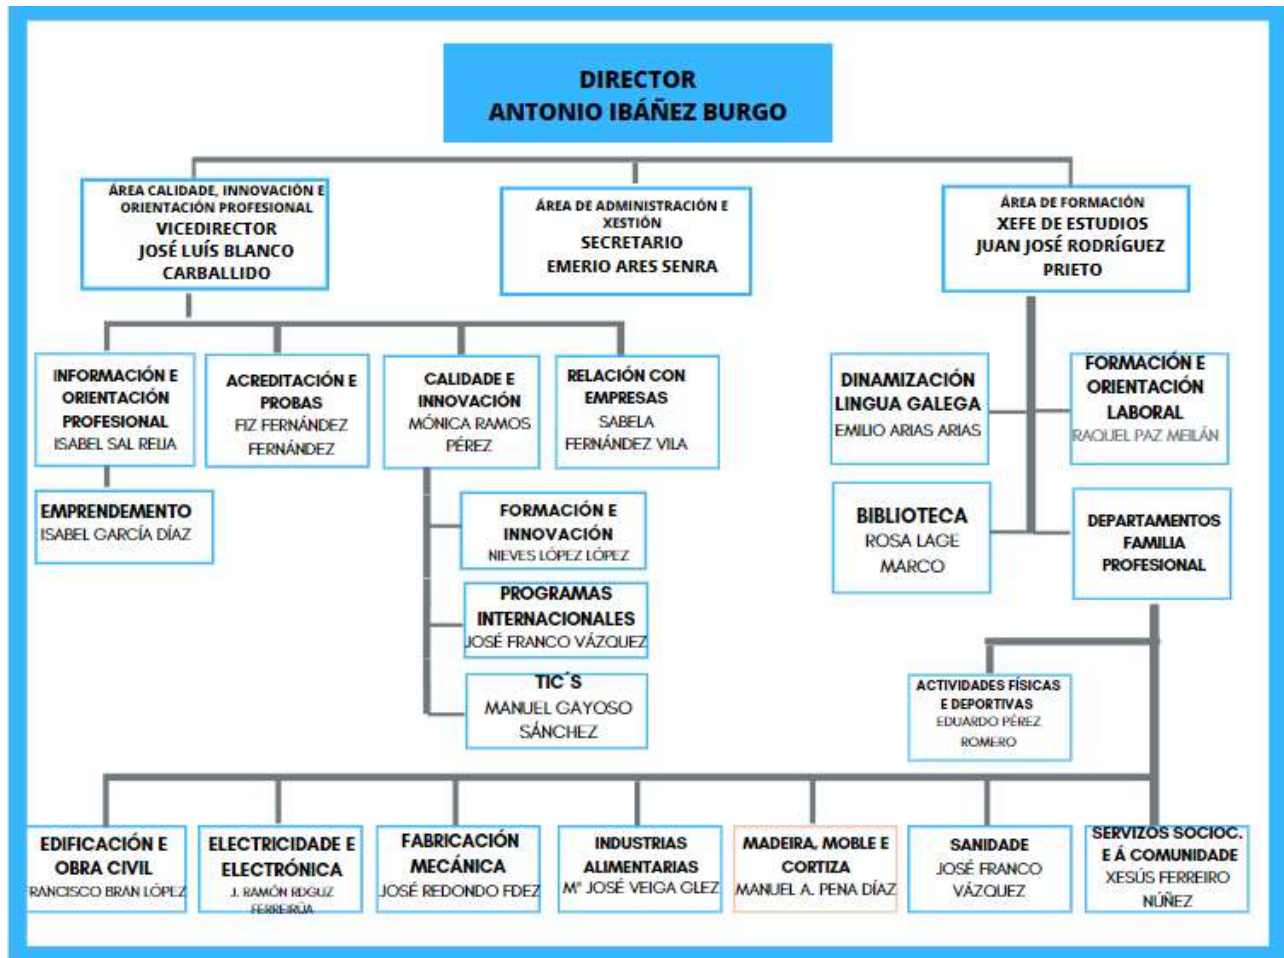 DIRECTOR
ANTONIO IBÁÑEZ BURGO
ÁREA CALIDADE, INNOVACIÓN E
ORIENTACIÓN PROFESIONAL
VICEDIRECTOR
JOSÉ LUÍS BLANCO
CARBALLIDO
ÁREA DE ADMINISTRACIÓN E
XESTIÓN
SECRETARIO
EMERIO ARES SENRA
ÁREA DE FORMACIÓN
XEFE DE ESTUDIOS
JUAN JOSÉ RODRÍGUEZ
PRIETO
INFORMACIÓN E
ORIENTACIÓN
PROFESIONAL
ISABEL SAL REIJA
ACREDITACIÓN E
PROBAS
FIZ FERNÁNDEZ
FERNÁNDEZ
CALIDADE E
INNOVACIÓN
MÓNICA RAMOS
PÉREZ
RELACIÓN CON
EMPRESAS
SABELA
FERNÁNDEZ VILA
DINAMIZACIÓN
LINGUA GALEGA
EMILIO ARIAS ARIAS
FORMACIÓN E
ORIENTACIÓN
LABORAL
RAQUEL PAZ MEILÁN
EMPRENDEMENTO
ISABEL GARCÍA DÍAZ
FORMACIÓN E
INNOVACIÓN
NIEVES LÓPEZ LÓPEZ
BIBLIOTECA
ROSA LAGE
MARCO
DEPARTAMENTOS
FAMILIA
PROFESIONAL
PROGRAMAS
INTERNACIONALES
JOSÉ FRANCO VÁZQUEZ
TIC´S
MANUEL GAYOSO
SÁNCHEZ
ACTIVIDADES FÍSICAS
E DEPORTIVAS
EDUARDO PÉREZ
ROMERO
EDIFICACIÓN E
OBRA CIVIL
FRANCISCO BRAN LÓPEZ
ELECTRICIDADE E
ELECTRÓNICA
J. RAMÓN RDGUZ
FERREIRÚA
FABRICACIÓN
MECÁNICA
JOSÉ REDONDO FDEZ
INDUSTRIAS
ALIMENTARIAS
Mª JOSÉ VEIGA GLEZ
MADEIRA, MOBLE E
CORTIZA
MANUEL A. PENA DÍAZ
SANIDADE
JOSÉ FRANCO
VÁZQUEZ
SERVIZOS SOCIOC.
E Á COMUNIDADE
XESÚS FERREIRO
NÚÑEZ